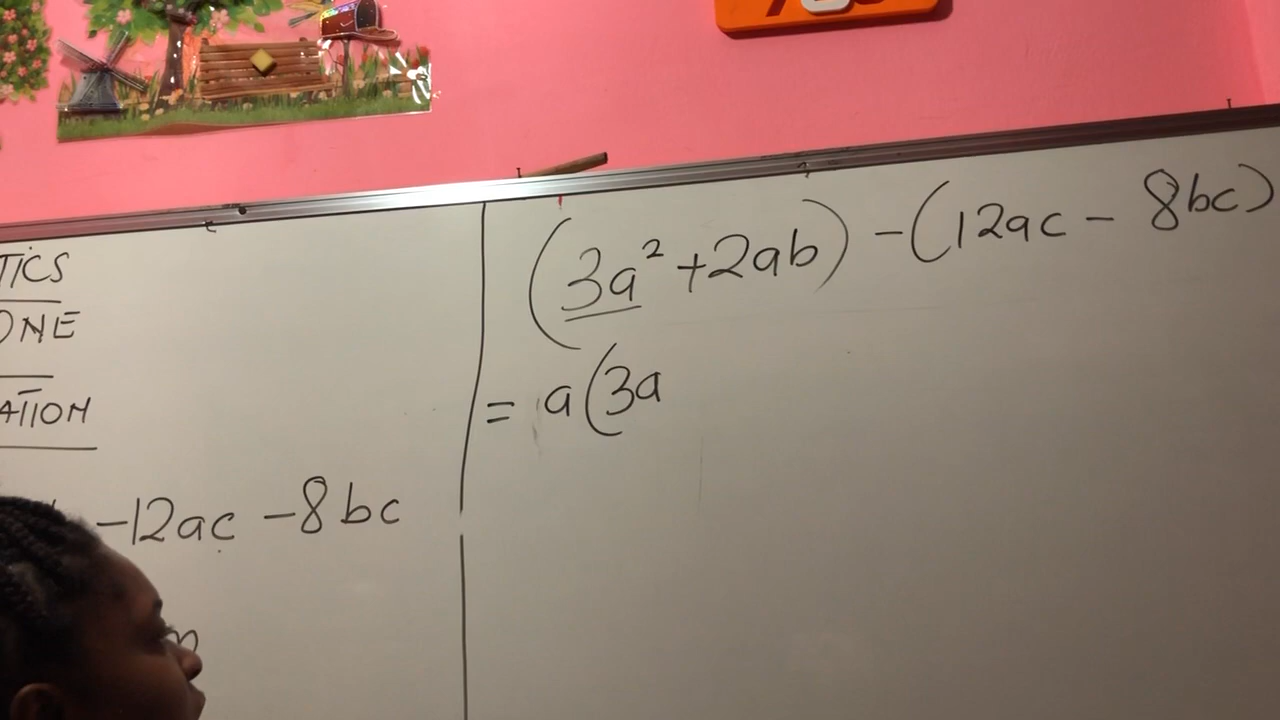 TICS
ONE
ATION
-12ac -8bc
(3a² +2ab) -(12ac - 8bc)
= a(3a